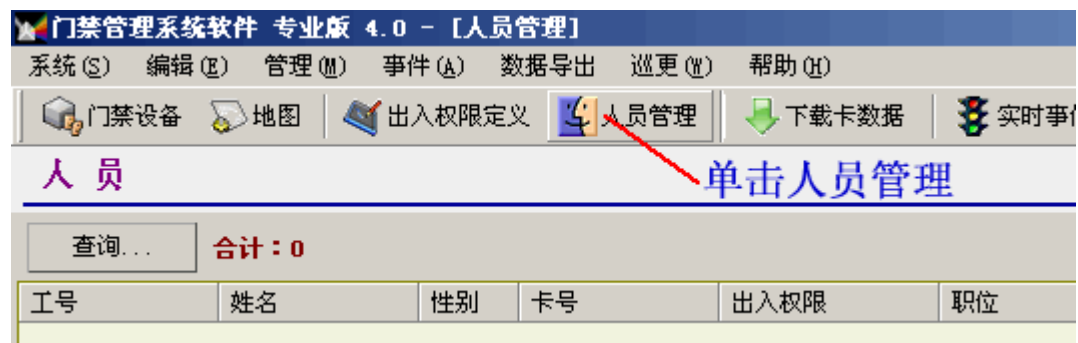 门禁管理系统软件 专业版 4.0 - [人员管理]
系统(S) 编辑(E) 管理(M) 事件(A) 数据导出 巡更(W) 帮助(H)
门禁设备 地图 出入权限定义 人员管理 下载卡数据 实时事
人 员
单击人员管理
查询... 合计：0
工号 姓名 性别 卡号 出入权限 职位